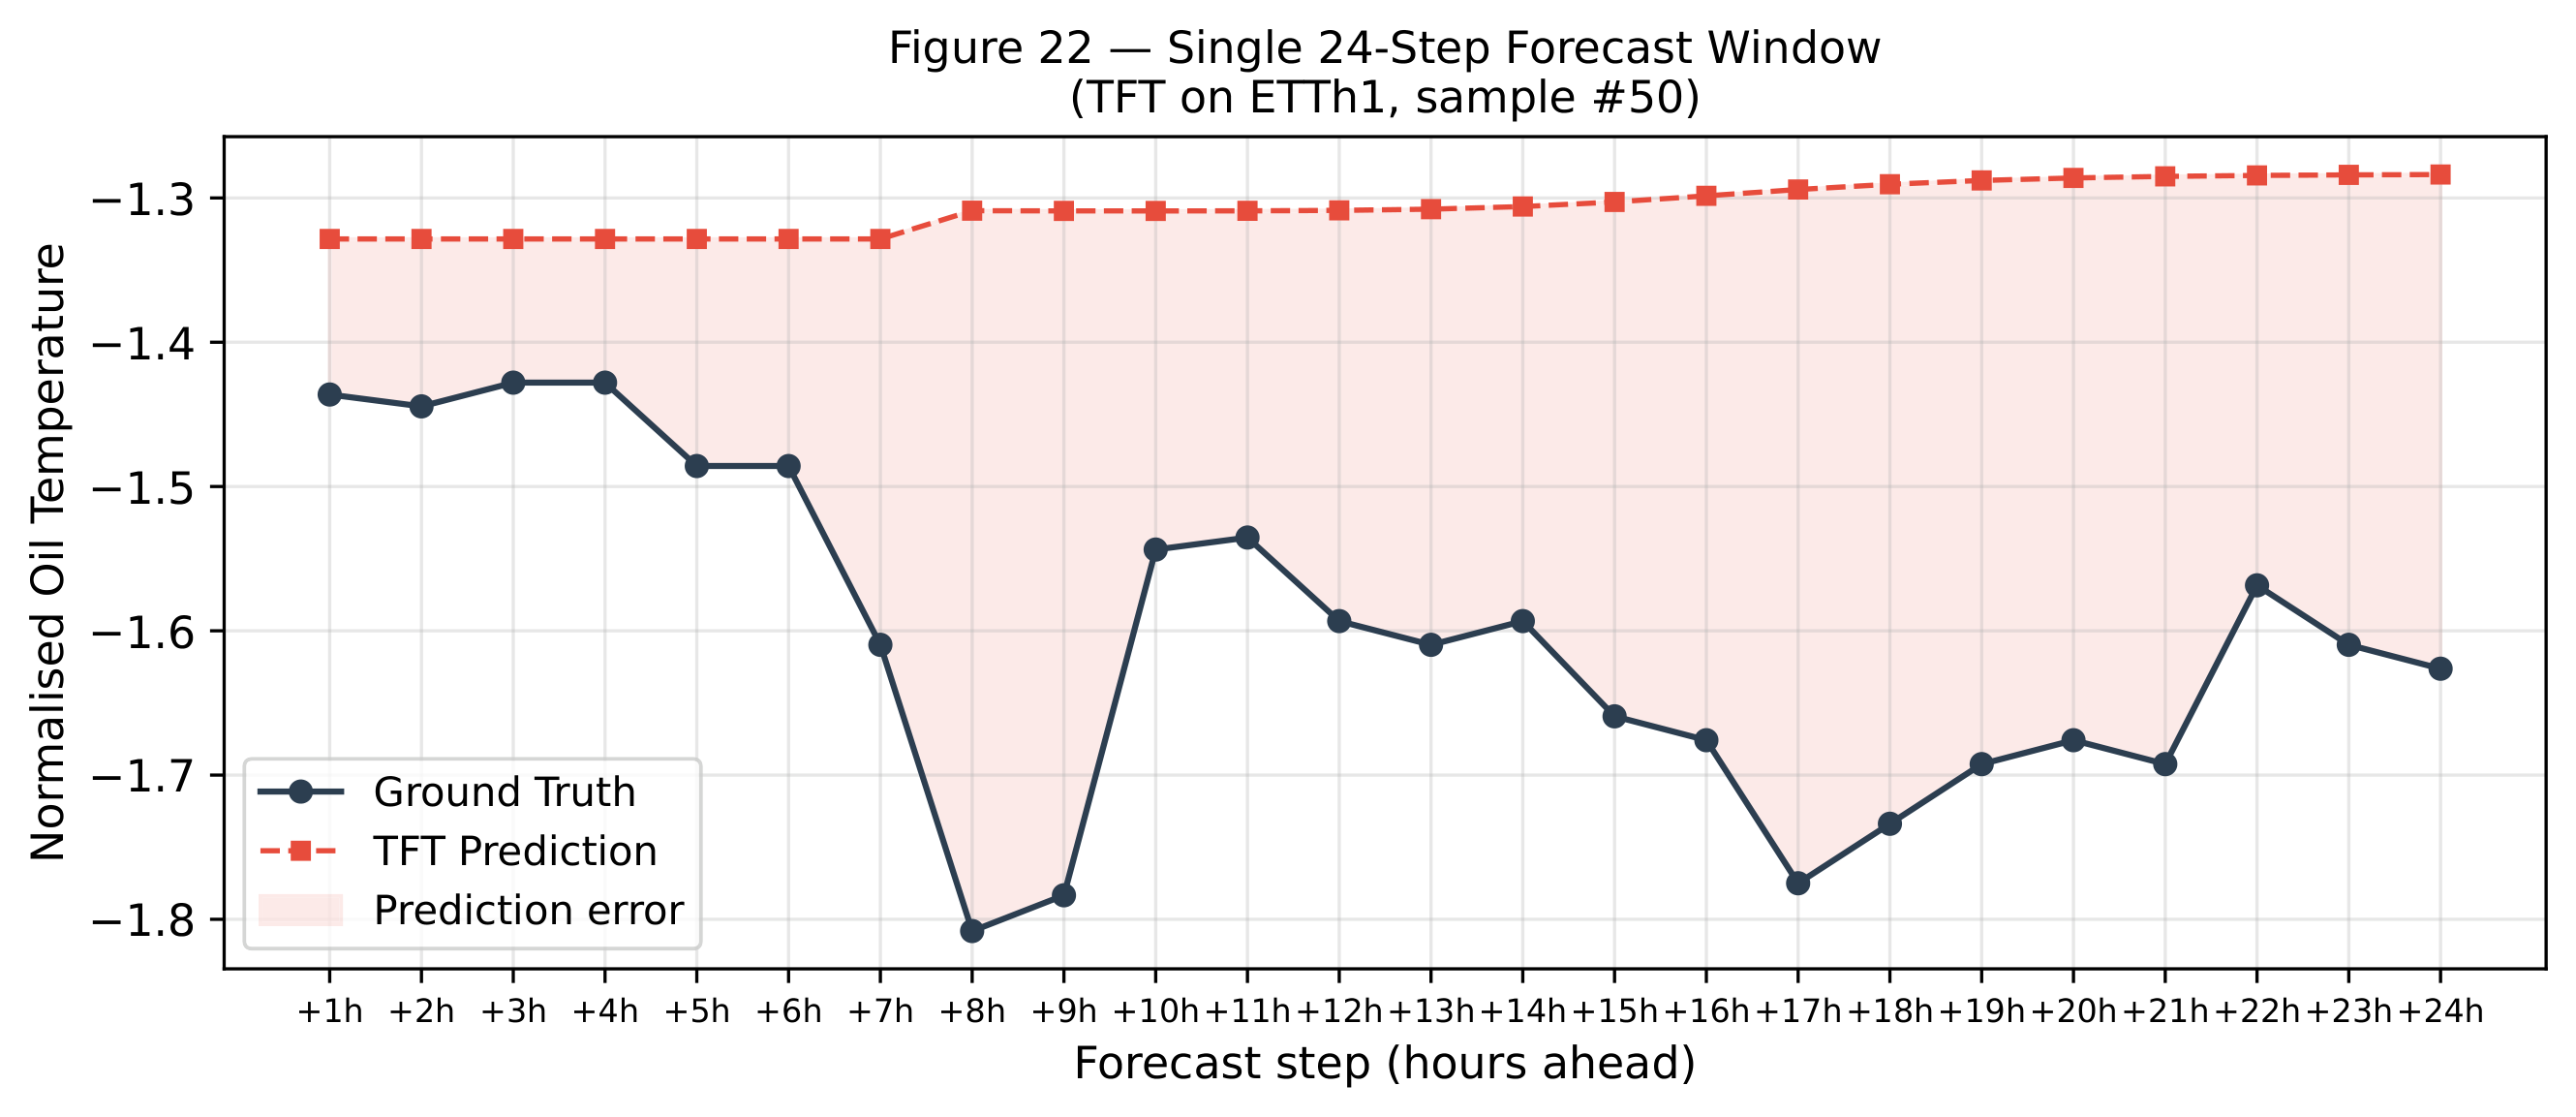 Figure 22 — Single 24-Step Forecast Window
(TFT on ETTh1, sample #50)
Normalised Oil Temperature
−1.3
−1.4
−1.5
−1.6
−1.7
−1.8
Ground Truth
TFT Prediction
Prediction error
+1h +2h +3h +4h +5h +6h +7h +8h +9h +10h +11h +12h +13h +14h +15h +16h +17h +18h +19h +20h +21h +22h +23h +24h
Forecast step (hours ahead)